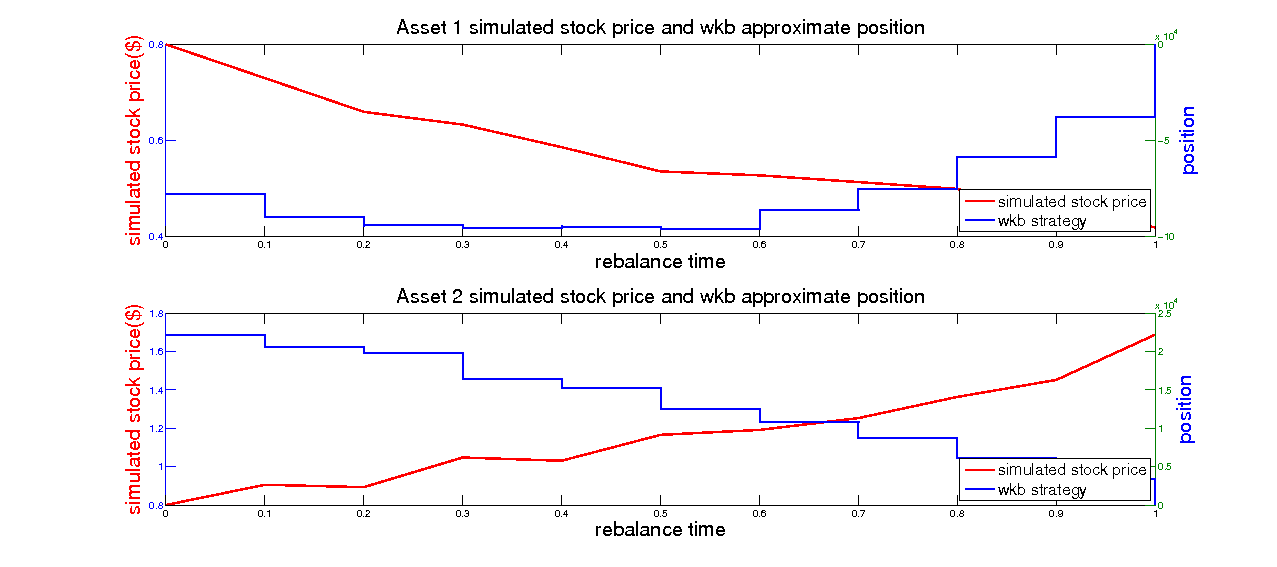 Asset 1 simulated stock price and wkb approximate position
x 10^4
simulated stock price($)
0.8
0.6
0.4
0
−5
−10
position
simulated stock price
wkb strategy
0 0.1 0.2 0.3 0.4 0.5 0.6 0.7 0.8 0.9 1
rebalance time
Asset 2 simulated stock price and wkb approximate position
x 10^4
simulated stock price($)
1.8
1.6
1.4
1.2
1
0.8
2.5
2
1.5
1
0.5
0
position
simulated stock price
wkb strategy
0 0.1 0.2 0.3 0.4 0.5 0.6 0.7 0.8 0.9 1
rebalance time